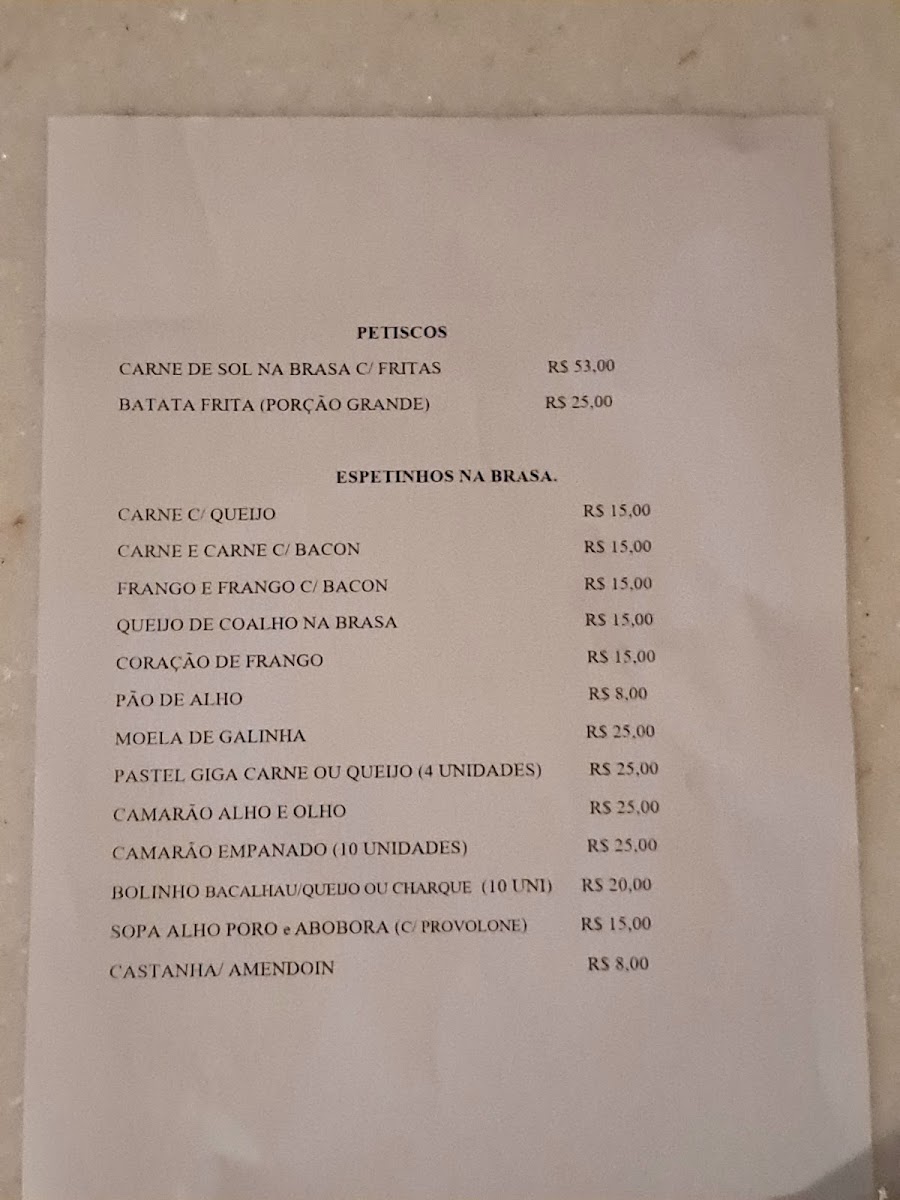 PETISCOS
CARNE DE SOL NA BRASA C/ FRITAS R$ 53,00
BATATA FRITA (PORÇÃO GRANDE) R$ 25,00
ESPETINHOS NA BRASA.
CARNE C/ QUEIJO R$ 15,00
CARNE E CARNE C/ BACON R$ 15,00
FRANGO E FRANGO C/ BACON R$ 15,00
QUEIJO DE COALHO NA BRASA R$ 15,00
CORAÇÃO DE FRANGO R$ 15,00
PÃO DE ALHO R$ 8,00
MOELA DE GALINHA R$ 25,00
PASTEL GIGA CARNE OU QUEIJO (4 UNIDADES) R$ 25,00
CAMARÃO ALHO E OLHO R$ 25,00
CAMARÃO EMPANADO (10 UNIDADES) R$ 25,00
BOLINHO BACALHAU/QUEIJO OU CHARQUE (10 UNI) R$ 20,00
SOPA ALHO PORO e ABOBORA (C/ PROVOLONE) R$ 15,00
CASTANHA/ AMENDOIN R$ 8,00